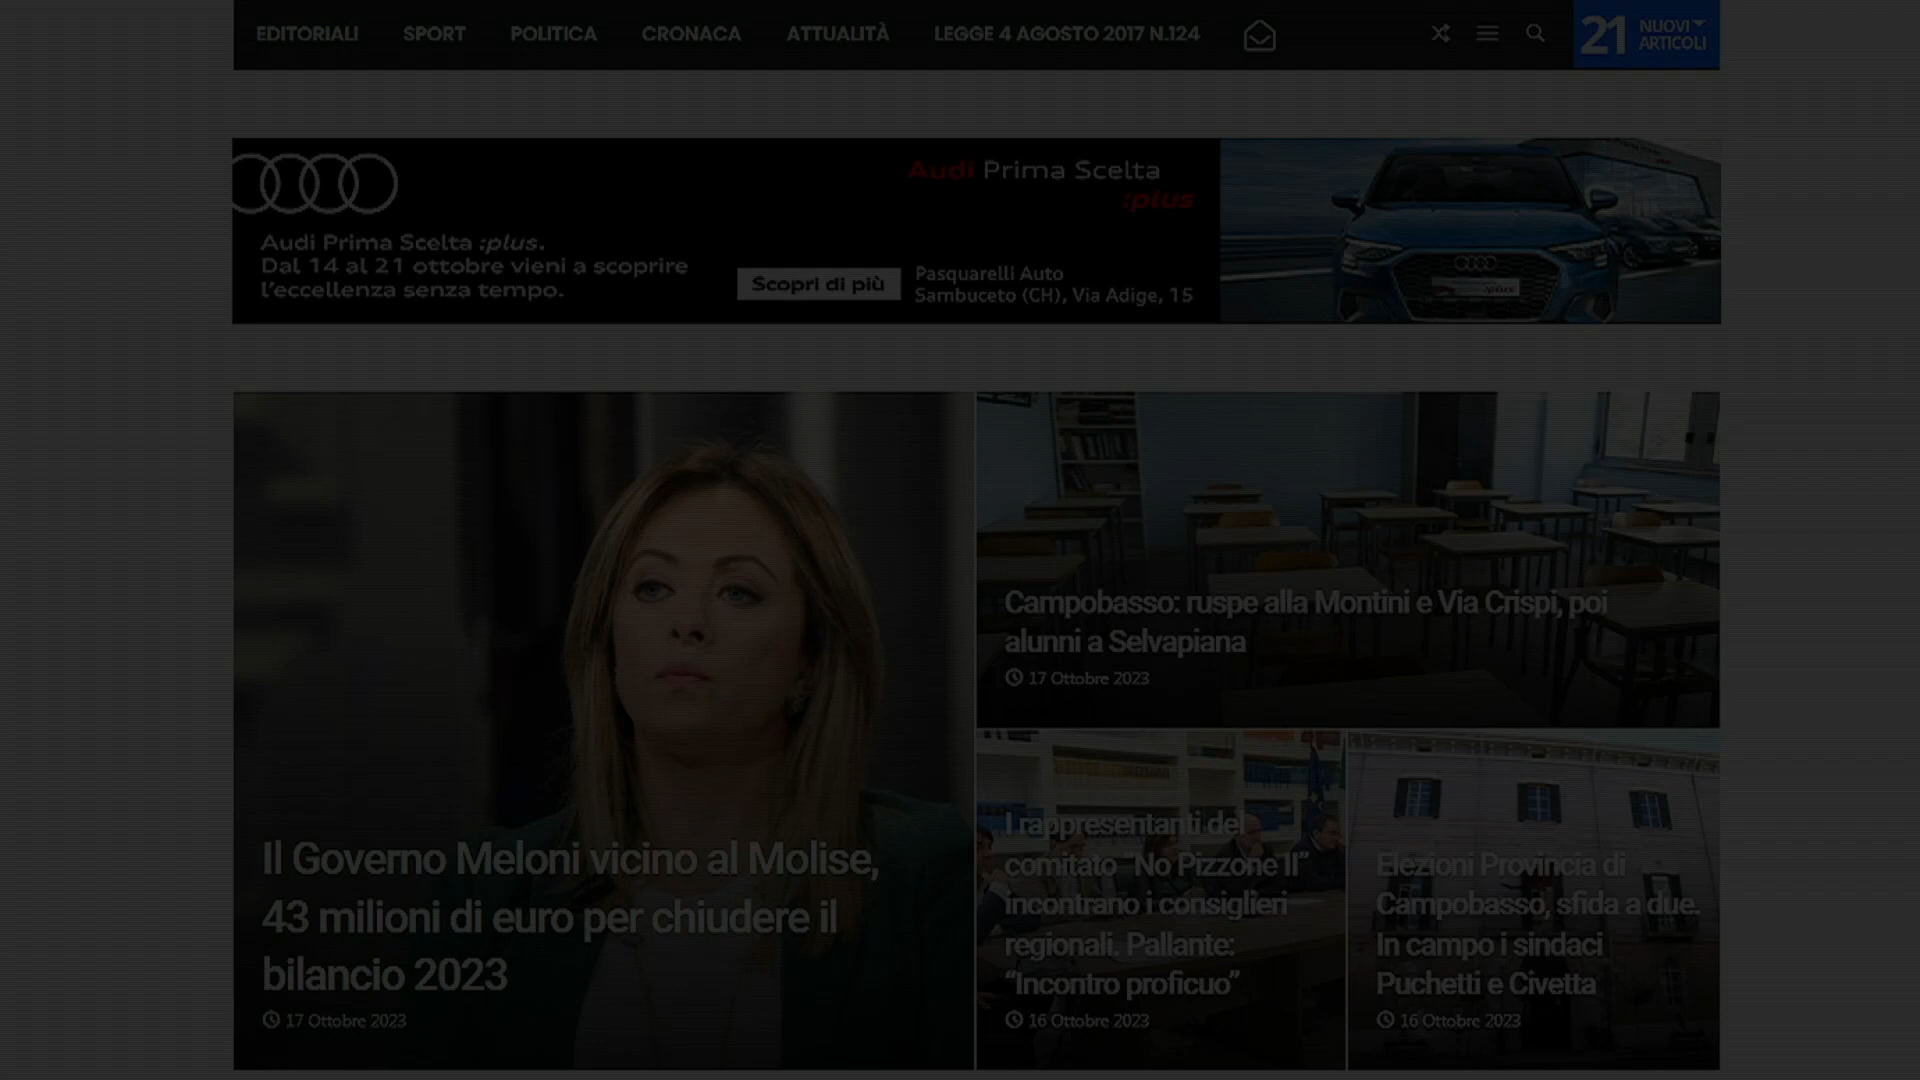 EDITORIALI SPORT POLITICA CRONACA ATTUALITÀ LEGGE 4 AGOSTO 2017 N.124
21 NUOVI
ARTICOLI
Audi Prima Scelta
:plus
Audi Prima Scelta :plus.
Dal 14 al 21 ottobre vieni a scoprire
l'eccellenza senza tempo.
Scopri di più
Pasquarelli Auto
Sambuceto (CH), Via Adige, 15
:plus
Il Governo Meloni vicino al Molise,
43 milioni di euro per chiudere il
bilancio 2023
17 Ottobre 2023
Campobasso: ruspe alla Montini e Via Crispi, poi
alunni a Selvapiana
17 Ottobre 2023
I rappresentanti del
comitato “No Pizzone II”
incontrano i consiglieri
regionali. Pallante:
“Incontro proficuo”
16 Ottobre 2023
Elezioni Provincia di
Campobasso, sfida a due.
In campo i sindaci
Puchetti e Civetta
16 Ottobre 2023